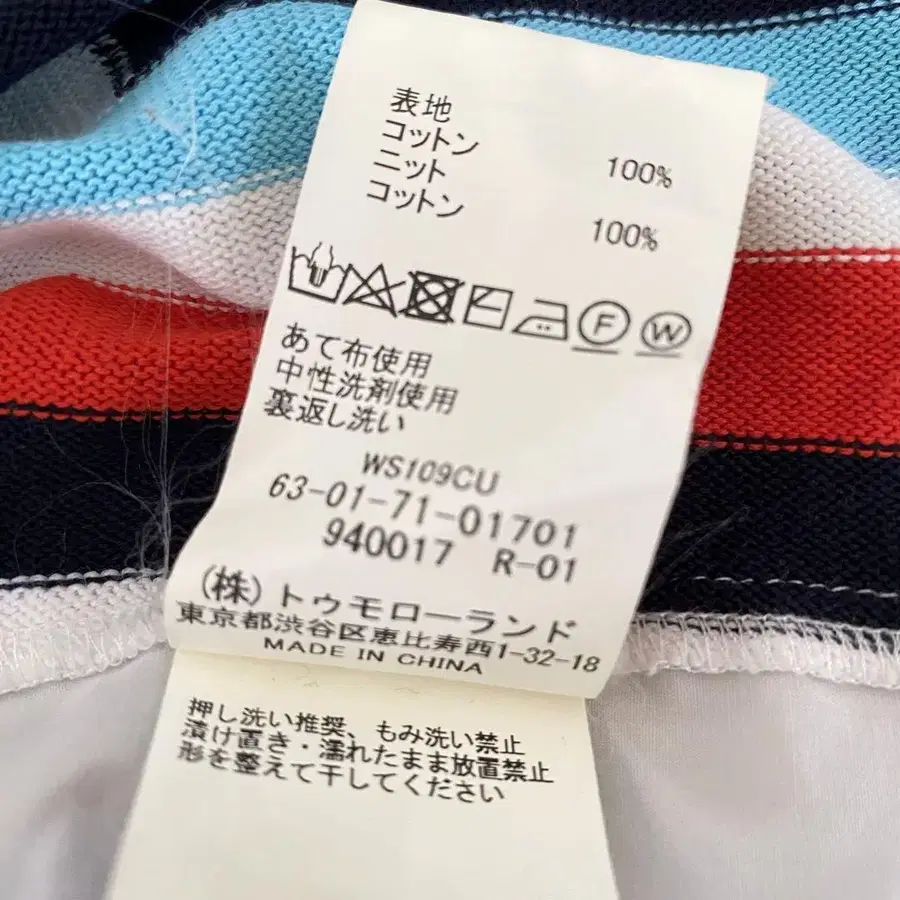 表地
コットン 100%
ニット
コットン 100%
F W
あて布使用
中性洗剤使用
裏返し洗い
WS109CU
63-01-71-01701
940017 R-01
(株)トゥモローランド
東京都渋谷区恵比寿西1-32-18
MADE IN CHINA
押し洗い推奨、もみ洗い禁止
漬け置き・濡れたまま放置禁止
形を整えて干してください